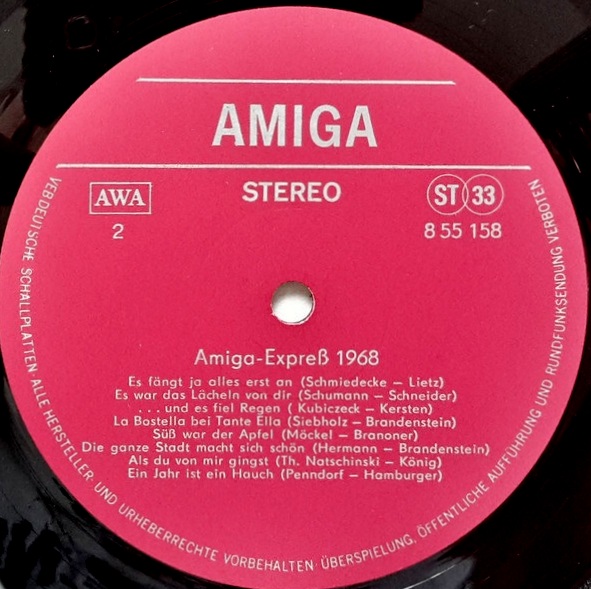 AMIGA
AWA
STEREO
ST 33
2
8 55 158
Amiga-Expreß 1968
Es fängt ja alles erst an (Schmiedecke – Lietz)
Es war das Lächeln von dir (Schumann – Schneider)
. . . und es fiel Regen ( Kubiczeck – Kersten)
La Bostella bei Tante Ella (Siebholz – Brandenstein)
Süß war der Apfel (Möckel – Branoner)
Die ganze Stadt macht sich schön (Hermann – Brandenstein)
Als du von mir gingst (Th. Natschinski – König)
Ein Jahr ist ein Hauch (Penndorf – Hamburger)
VEB DEUTSCHE SCHALLPLATTEN · ALLE HERSTELLER- UND URHEBERRECHTE VORBEHALTEN · ÜBERSPIELUNG, ÖFFENTLICHE AUFFÜHRUNG UND RUNDFUNKSENDUNG VERBOTEN